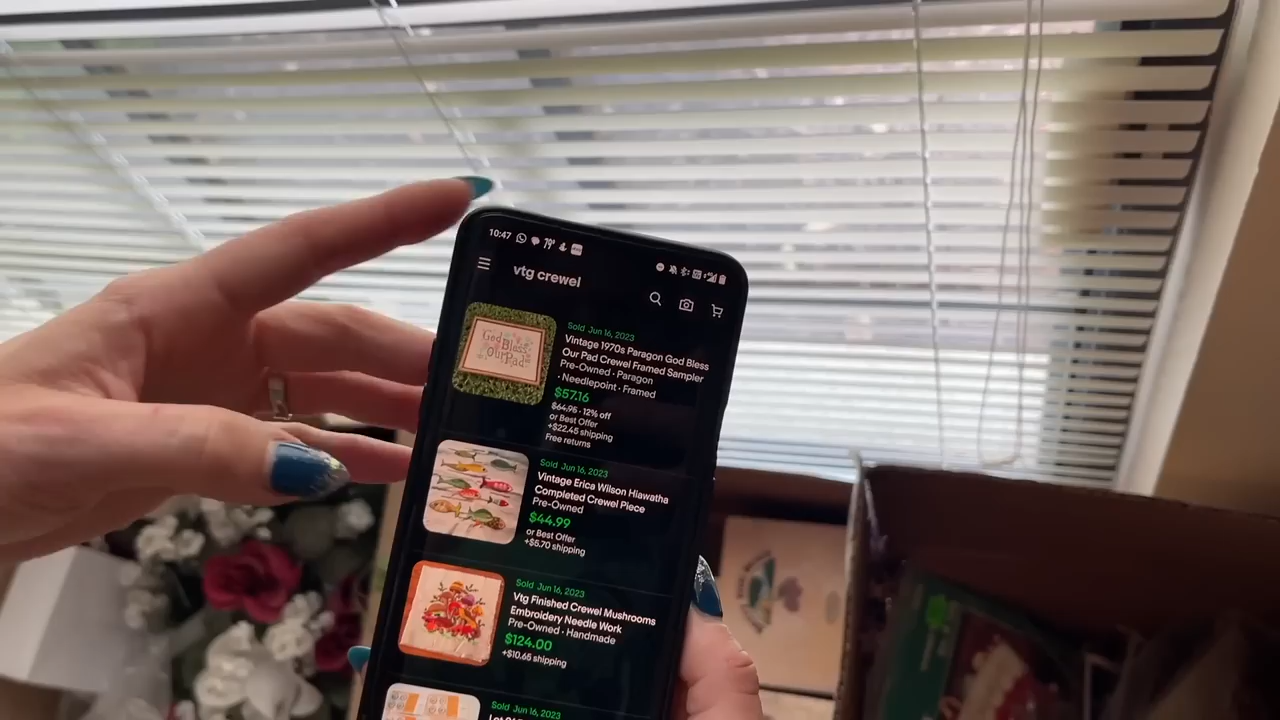 10:47
79°
vtg crewel
Sold Jun 16, 2023
Vintage 1970s Paragon God Bless
Our Pad Crewel Framed Sampler
Pre-Owned · Paragon
· Needlepoint · Framed
$57.16
$64.95 · 12% off
or Best Offer
+$22.45 shipping
Free returns
God Bless
Our Pad
Sold Jun 16, 2023
Vintage Erica Wilson Hiawatha
Completed Crewel Piece
Pre-Owned
$44.99
or Best Offer
+$5.70 shipping
Sold Jun 16, 2023
Vtg Finished Crewel Mushrooms
Embroidery Needle Work
Pre-Owned · Handmade
$124.00
+$10.65 shipping
Sold Jun 16, 2023